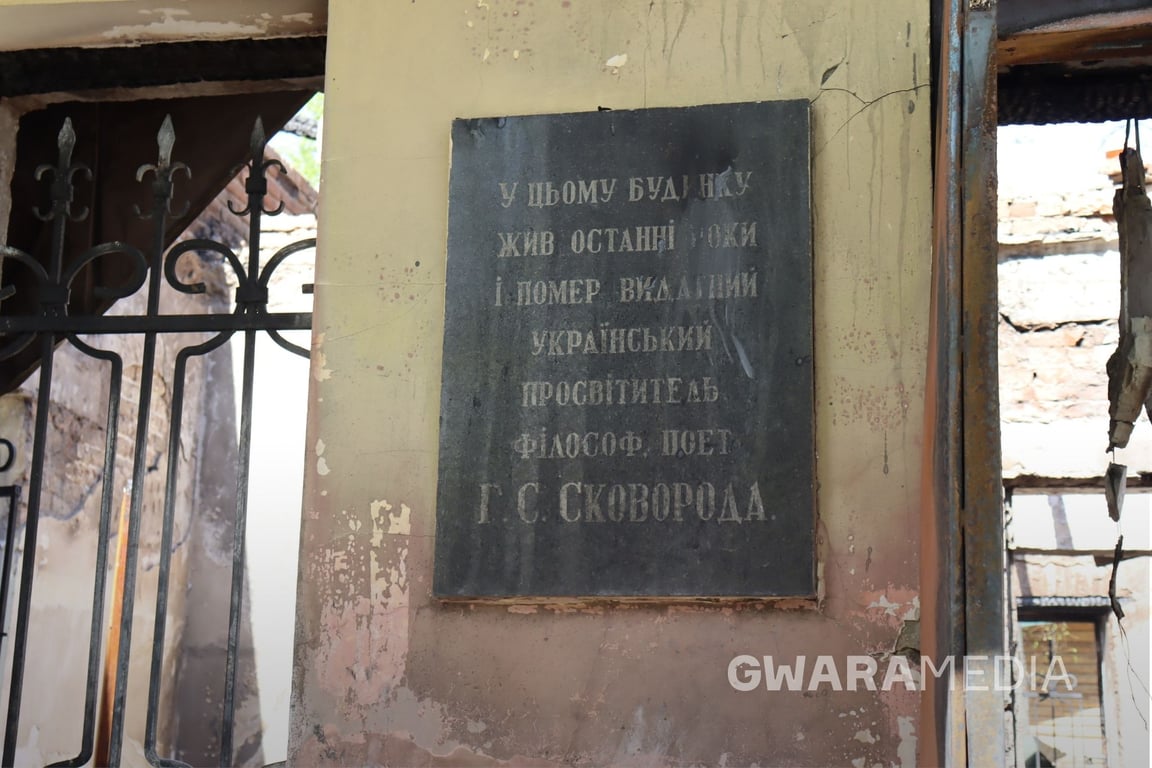 У ЦЬОМУ БУДИНКУ
ЖИВ ОСТАННІ РОКИ
І ПОМЕР ВИДАТНИЙ
УКРАЇНСЬКИЙ
ПРОСВІТИТЕЛЬ
ФІЛОСОФ, ПОЕТ
Г. С. СКОВОРОДА.
GWARAMEDIA